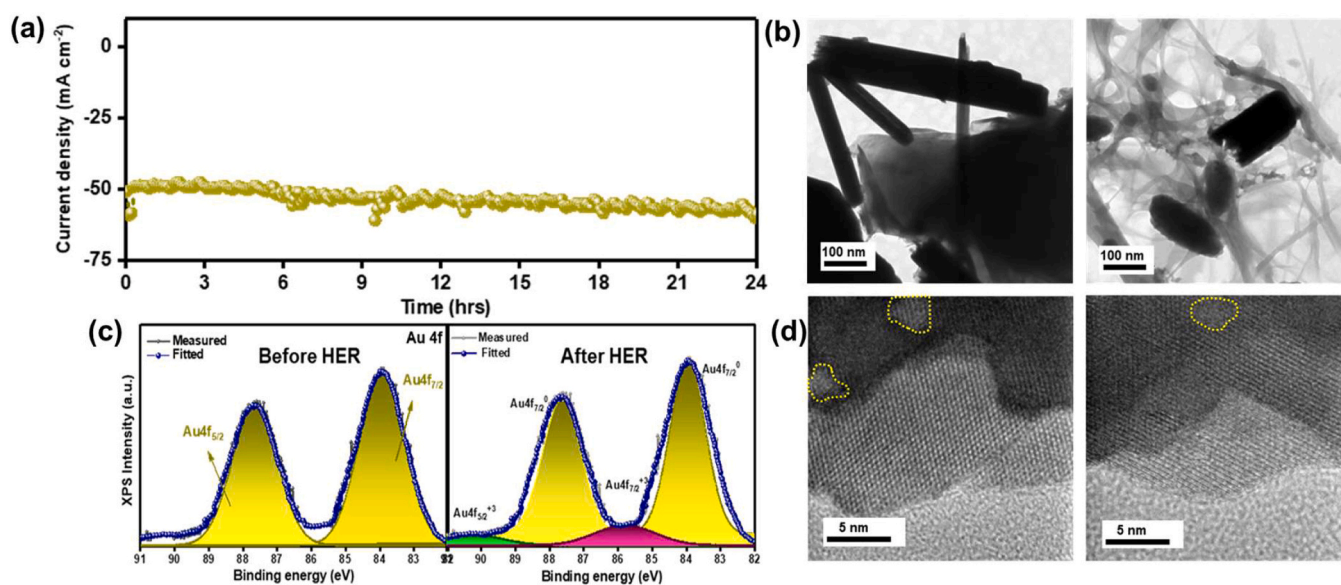 (a)
Current density (mA cm⁻²)
0
-25
-50
-75
0 3 6 9 12 15 18 21 24
Time (hrs)
(b)
100 nm
100 nm
(c)
XPS Intensity (a.u.)
Measured
Fitted
Before HER
Au 4f
Au4f₅/₂
Au4f₇/₂
91 90 89 88 87 86 85 84 83
Binding energy (eV)
Measured
Fitted
After HER
Au4f₇/₂⁰
Au4f₇/₂⁰
Au4f₇/₂⁺³
Au4f₅/₂⁺³
90 89 88 87 86 85 84 83 82
Binding energy (eV)
(d)
5 nm
5 nm